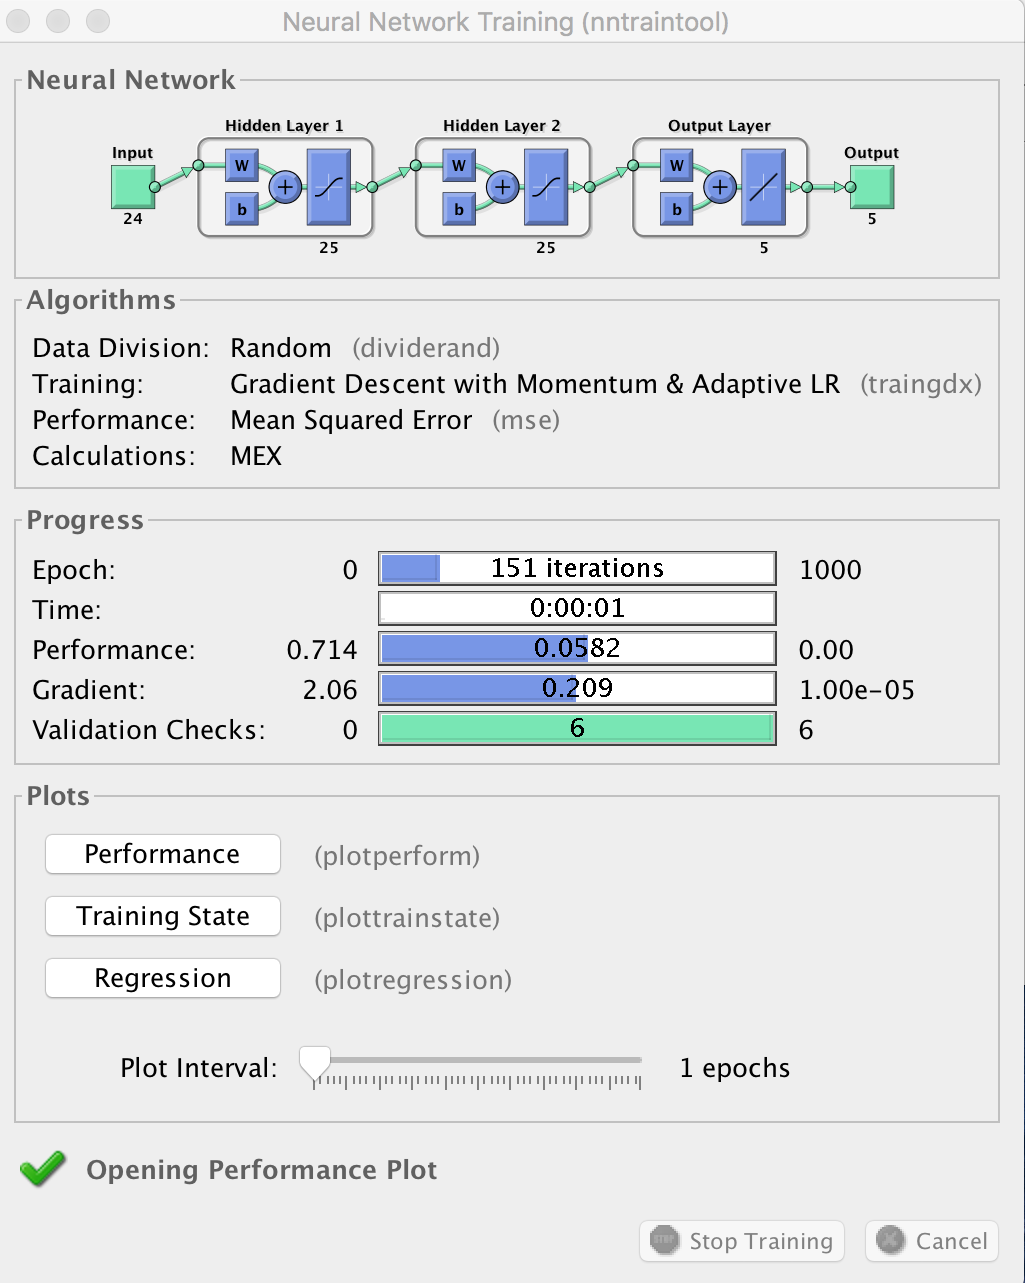 Neural Network Training (nntraintool)
Neural Network
Hidden Layer 1 Hidden Layer 2 Output Layer
Input Output
W W W
+ + +
b b b
24 5
25 25 5
Algorithms
Data Division: Random (dividerand)
Training: Gradient Descent with Momentum & Adaptive LR (traingdx)
Performance: Mean Squared Error (mse)
Calculations: MEX
Progress
Epoch: 0 151 iterations 1000
Time: 0:00:01
Performance: 0.714 0.0582 0.00
Gradient: 2.06 0.209 1.00e-05
Validation Checks: 0 6 6
Plots
Performance (plotperform)
Training State (plottrainstate)
Regression (plotregression)
Plot Interval: 1 epochs
Opening Performance Plot
STOP Stop Training Cancel